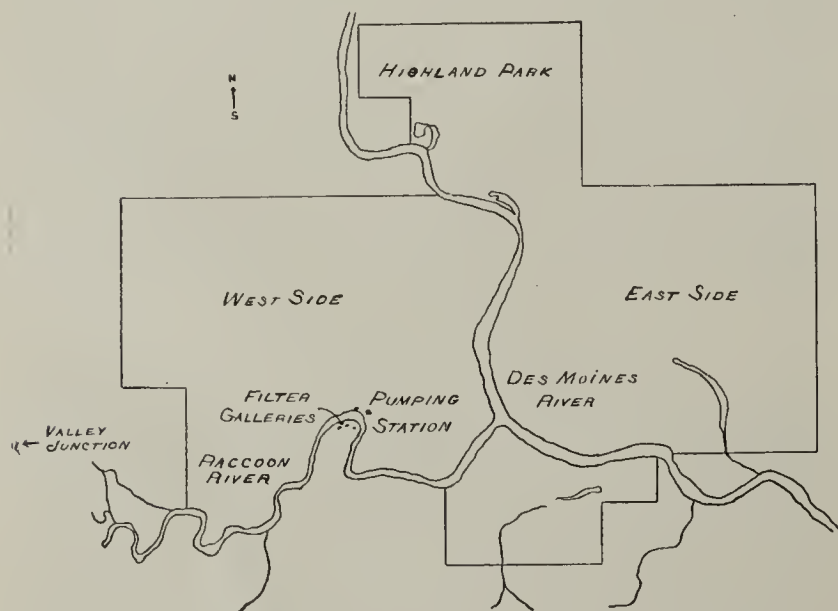 HIGHLAND PARK
N
S
WEST SIDE
EAST SIDE
DES MOINES
RIVER
FILTER
GALLERIES
PUMPING
STATION
VALLEY
JUNCTION
RACCOON
RIVER